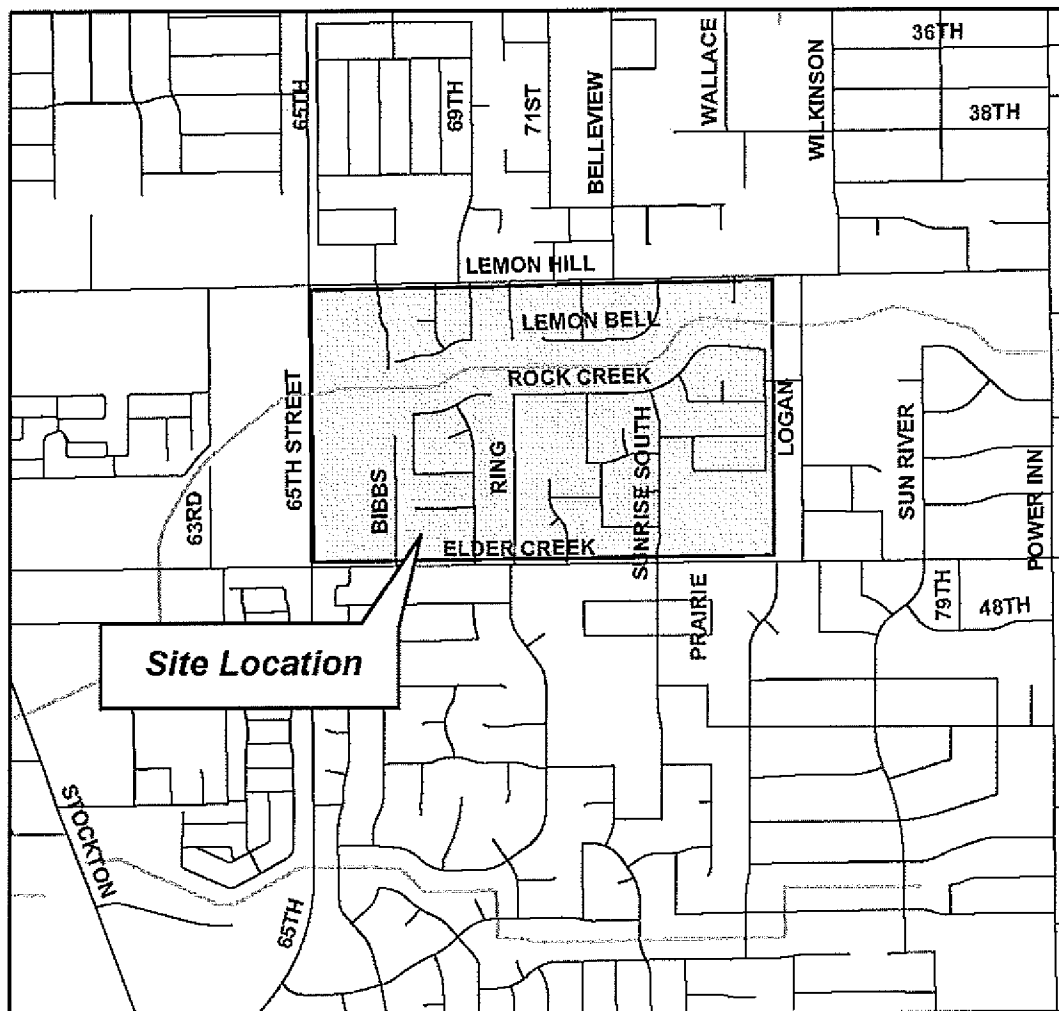 36TH
38TH
65TH
69TH
71ST
BELLEVIEW
WALLACE
WILKINSON
LEMON HILL
LEMON BELL
ROCK CREEK
65TH STREET
63RD
BIBBS
RING
SUNRISE SOUTH
LOGAN
SUN RIVER
POWER INN
ELDER CREEK
79TH
48TH
PRAIRIE
Site Location
STOCKTON
65TH